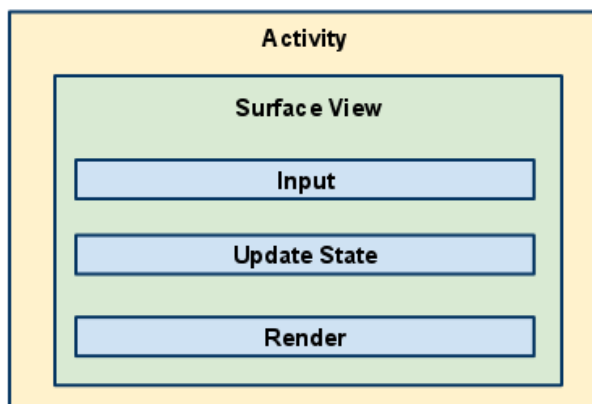 Activity
Surface View
Input
Update State
Render